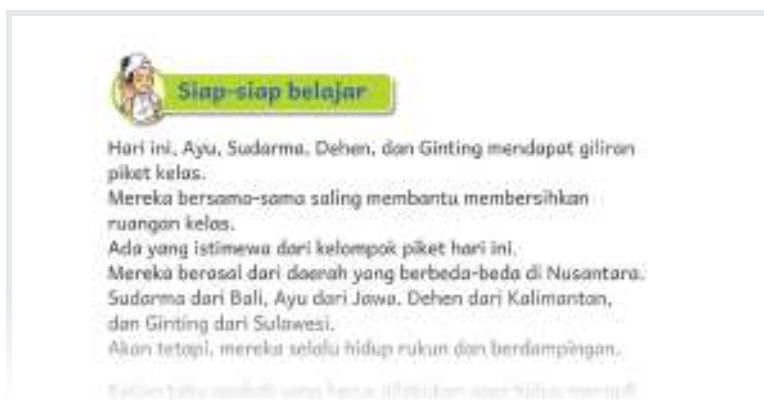 Siap-siap belajar
Hari ini, Ayu, Sudarma, Dehen, dan Ginting mendapat giliran
piket kelas.
Mereka bersama-sama saling membantu membersihkan
ruangan kelas.
Ada yang istimewa dari kelompok piket hari ini.
Mereka berasal dari daerah yang berbeda-beda di Nusantara.
Sudarma dari Bali, Ayu dari Jawa, Dehen dari Kalimantan,
dan Ginting dari Sulawesi.
Akan tetapi, mereka selalu hidup rukun dan berdampingan.